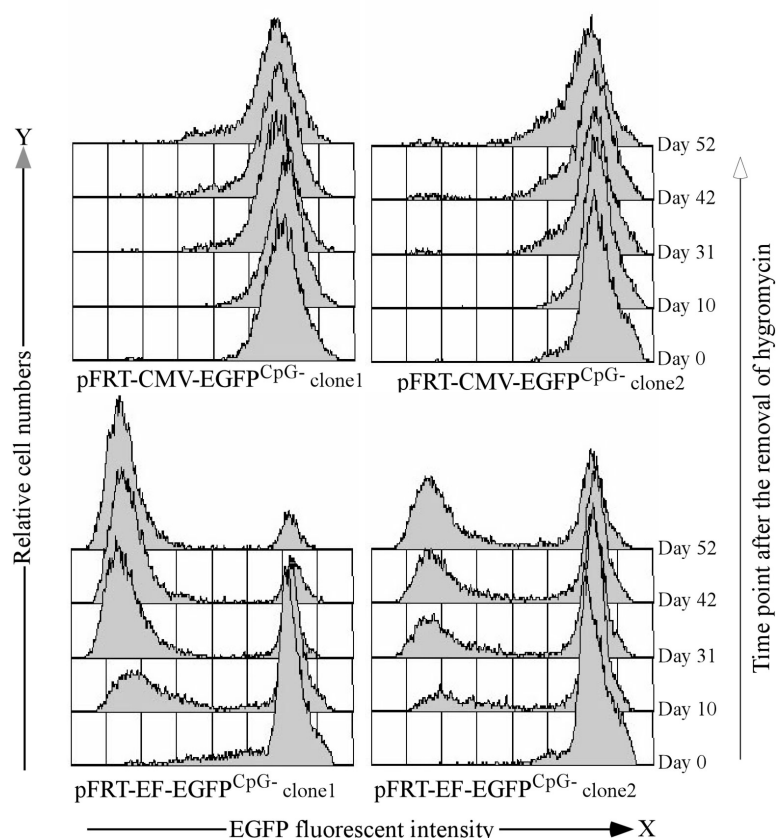 Y
Day 52
Day 42
Day 31
Day 10
Day 0
pFRT-CMV-EGFPCpG- clone1
pFRT-CMV-EGFPCpG- clone2
Relative cell numbers
Time point after the removal of hygromycin
Day 52
Day 42
Day 31
Day 10
Day 0
pFRT-EF-EGFPCpG- clone1
pFRT-EF-EGFPCpG- clone2
EGFP fluorescent intensity
X